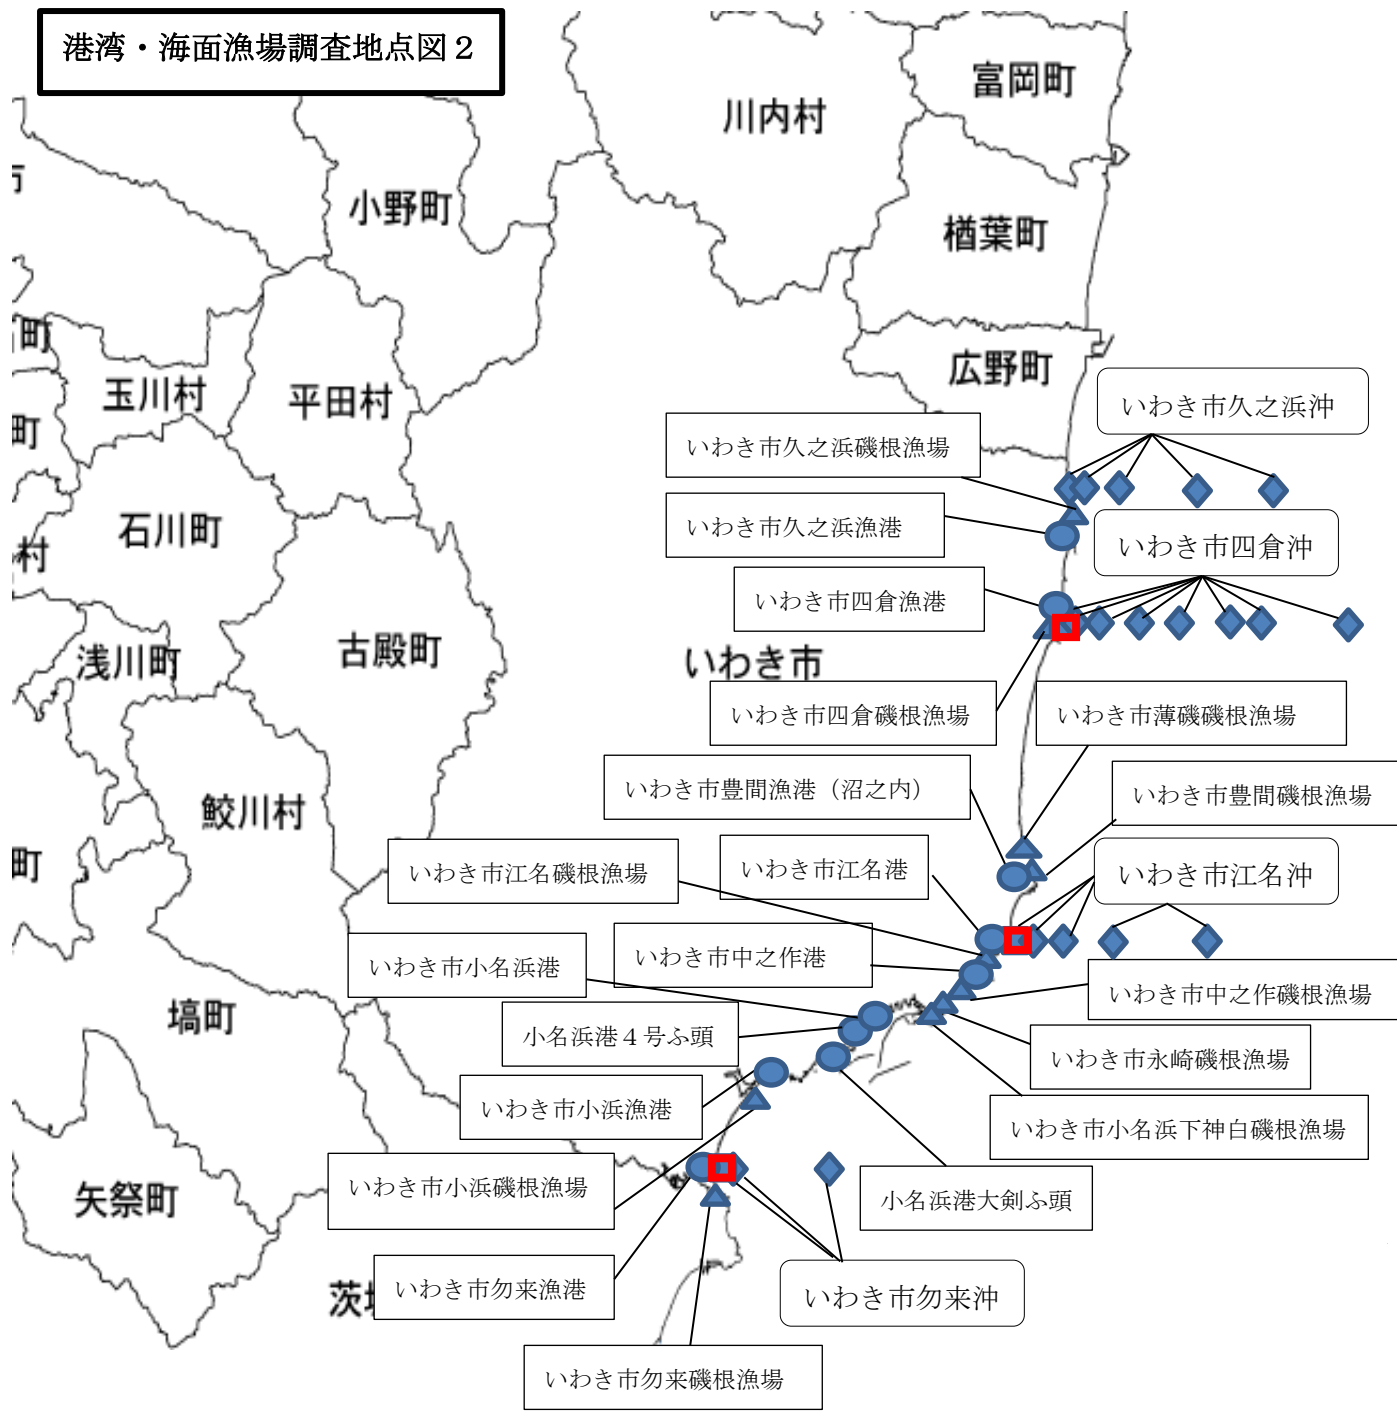 港湾・海面漁場調査地点図２
富岡町
川内村
小野町
楢葉町
町
広野町
玉川村
平田村
いわき市久之浜沖
町
いわき市久之浜磯根漁場
石川町
いわき市久之浜漁港
いわき市四倉沖
村
いわき市四倉漁港
浅川町
古殿町
いわき市
いわき市四倉磯根漁場
いわき市薄磯磯根漁場
いわき市豊間漁港（沼之内）
いわき市豊間磯根漁場
鮫川村
町
いわき市江名磯根漁場
いわき市江名港
いわき市江名沖
いわき市小名浜港
いわき市中之作港
いわき市中之作磯根漁場
塙町
小名浜港４号ふ頭
いわき市永崎磯根漁場
いわき市小浜漁港
いわき市小名浜下神白磯根漁場
矢祭町
いわき市小浜磯根漁場
小名浜港大剣ふ頭
茨
いわき市勿来漁港
いわき市勿来沖
いわき市勿来磯根漁場